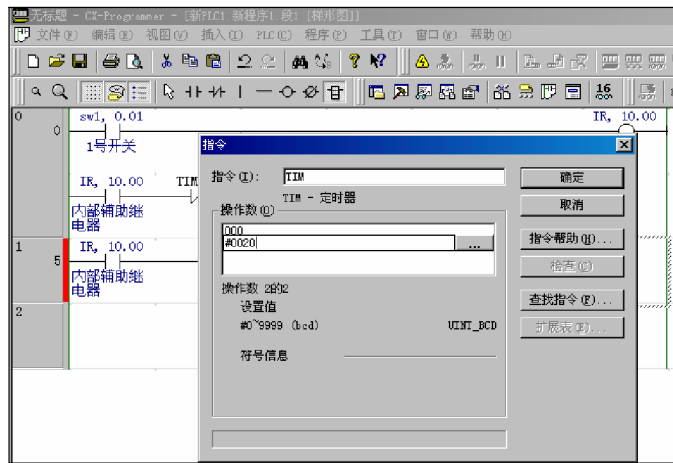 无标题 - CX-Programmer - [新PLC1.新程序1.段1 [梯形图]]
文件(F) 编辑(E) 视图(V) 插入(I) PLC(C) 程序(P) 工具(T) 窗口(W) 帮助(H)
16
0 sw1, 0.01 IR, 10.00
0
1号开关
IR, 10.00 TIM
内部辅助继
电器
1 IR, 10.00
5
内部辅助继
电器
2
指令
指令(I): TIM 确定
TIM - 定时器
取消
操作数(O)
000
#0020 ...
指令帮助(H)...
检查(C)
操作数 2的2
设置值
查找指令(F)...
#0~9999 (bcd) UINT_BCD
扩展表(E)...
符号信息